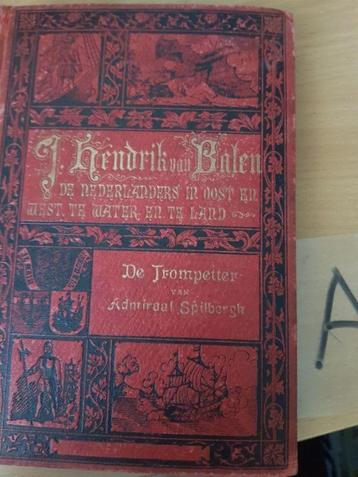 J. Hendrik van Balen
DE NEDERLANDERS IN OOST EN
WEST, TE WATER EN TE LAND
De Trompetter
VAN
Admiraal Spilbergh
A